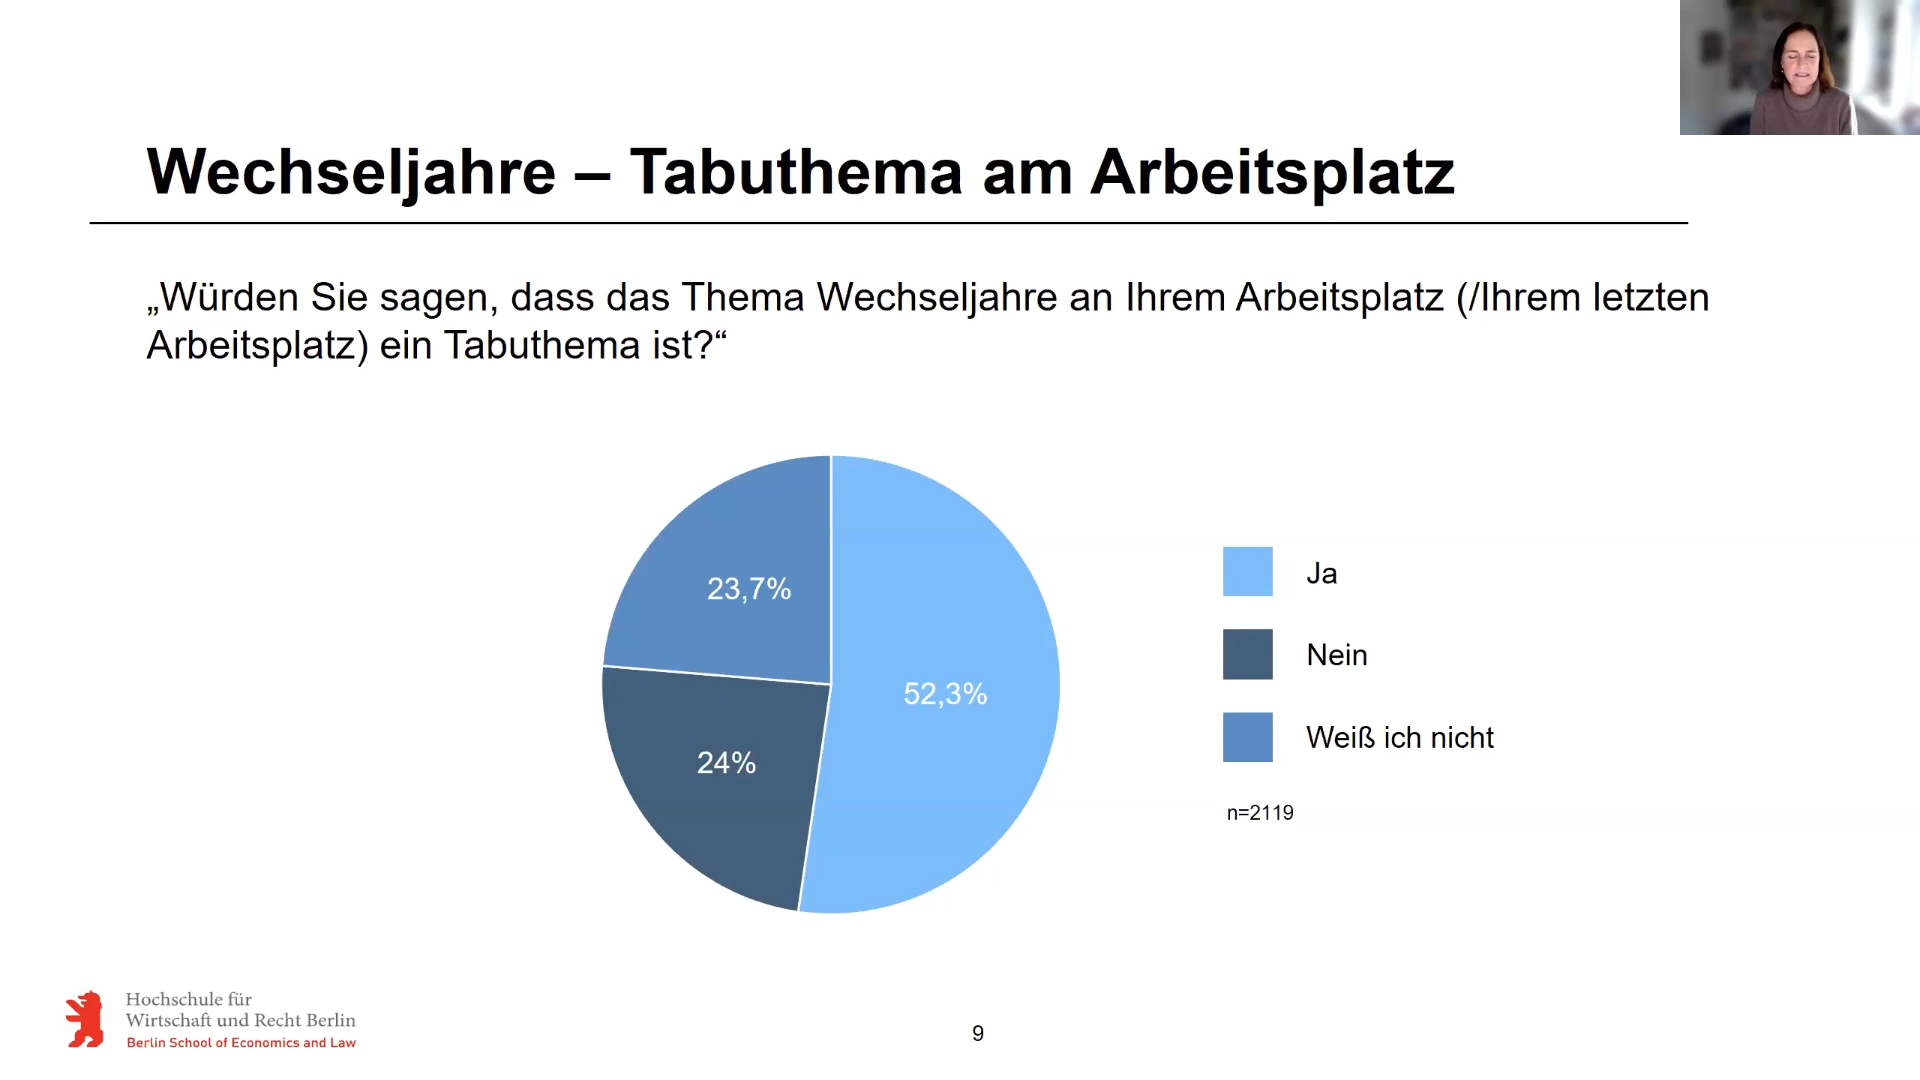 Wechseljahre – Tabuthema am Arbeitsplatz
„Würden Sie sagen, dass das Thema Wechseljahre an Ihrem Arbeitsplatz (/Ihrem letzten
Arbeitsplatz) ein Tabuthema ist?“
23,7%
52,3%
24%
Ja
Nein
Weiß ich nicht
n=2119
Hochschule für
Wirtschaft und Recht Berlin
Berlin School of Economics and Law
9